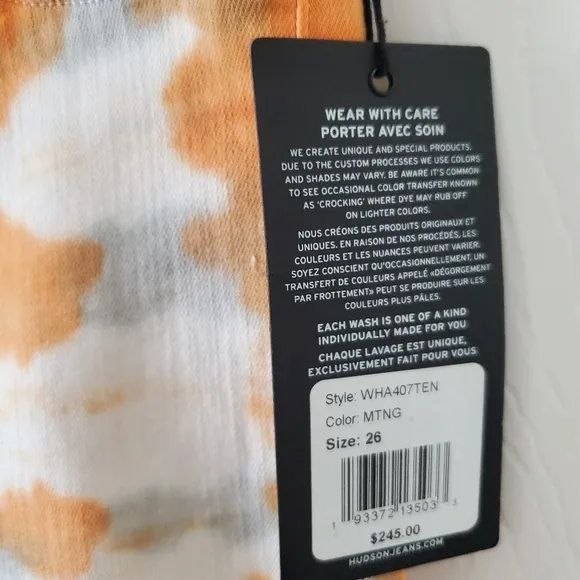 WEAR WITH CARE
PORTER AVEC SOIN
WE CREATE UNIQUE AND SPECIAL PRODUCTS.
DUE TO THE CUSTOM PROCESSES WE USE COLORS
AND SHADES MAY VARY. BE AWARE IT'S COMMON
TO SEE OCCASIONAL COLOR TRANSFER KNOWN
AS 'CROCKING' WHERE DYE MAY RUB OFF
ON LIGHTER COLORS.
NOUS CRÉONS DES PRODUITS ORIGINAUX ET
UNIQUES. EN RAISON DE NOS PROCÉDÉS, LES
COULEURS ET LES NUANCES PEUVENT VARIER.
SOYEZ CONSCIENT QU'OCCASIONNELLEMENT, UN
TRANSFERT DE COULEURS APPELÉ «DÉGORGEMENT
PAR FROTTEMENT» PEUT SE PRODUIRE SUR LES
COULEURS PLUS PÂLES.
EACH WASH IS ONE OF A KIND
INDIVIDUALLY MADE FOR YOU
CHAQUE LAVAGE EST UNIQUE,
EXCLUSIVEMENT FAIT POUR VOUS
Style: WHA407TEN
Color: MTNG
Size: 26
1 93372 13503 3
$245.00
HUDSONJEANS.COM